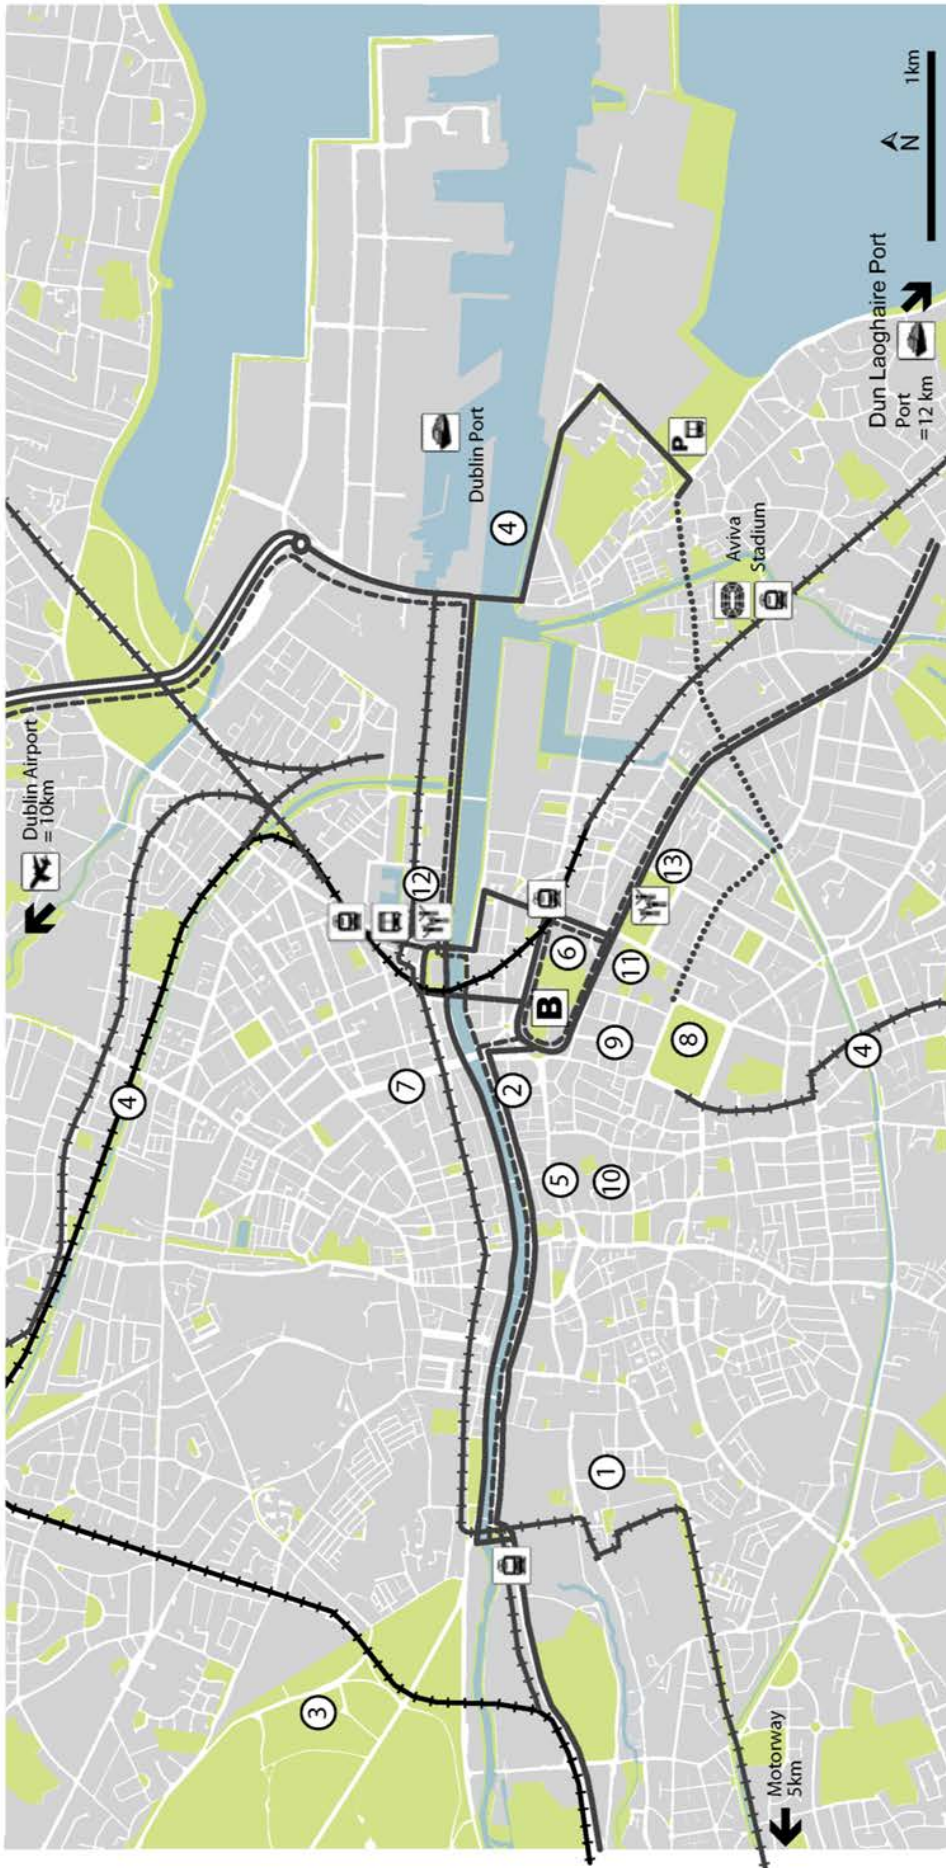 Dublin Airport
= 10km
4
3
7
12
Dublin Port
4
2
B
5
6
1
10
9
11
13
P
8
Aviva
Stadium
Motorway
5km
4
Dun Laoghaire Port
Port
=12 km
N
1km